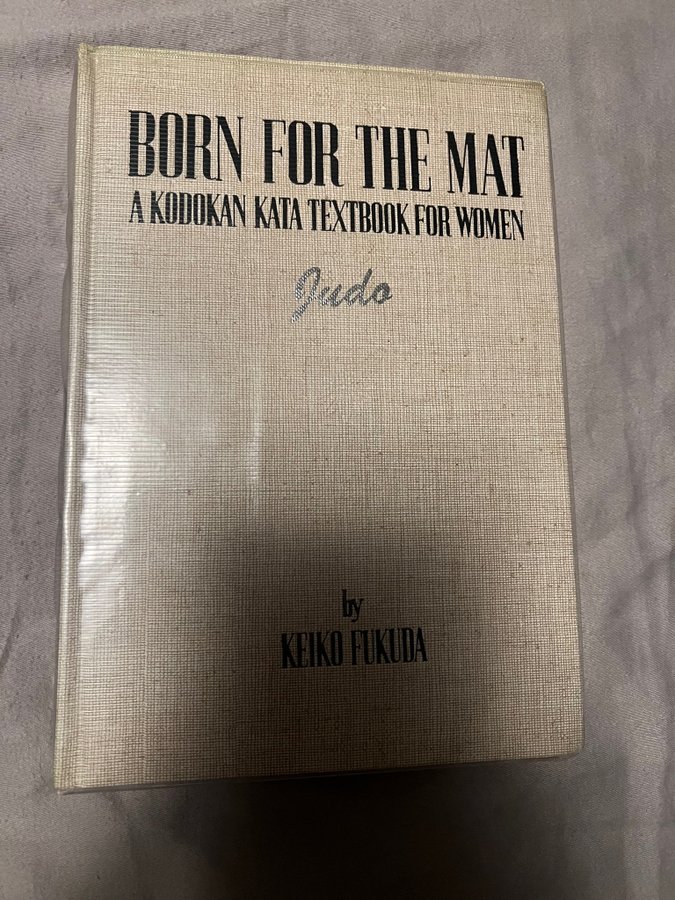 BORN FOR THE MAT
A KODOKAN KATA TEXTBOOK FOR WOMEN
Judo
by
KEIKO FUKUDA